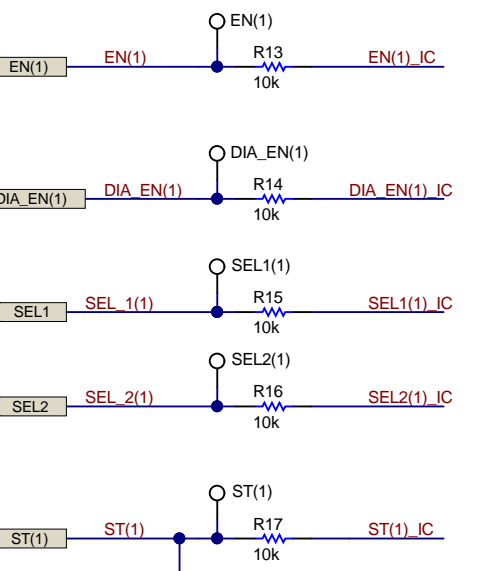 EN(1)
EN(1) EN(1) R13 EN(1)_IC
10k
DIA_EN(1)
DIA_EN(1) DIA_EN(1) R14 DIA_EN(1)_IC
10k
SEL1(1)
SEL1 SEL_1(1) R15 SEL1(1)_IC
10k
SEL2(1)
SEL2 SEL_2(1) R16 SEL2(1)_IC
10k
ST(1)
ST(1) ST(1) R17 ST(1)_IC
10k